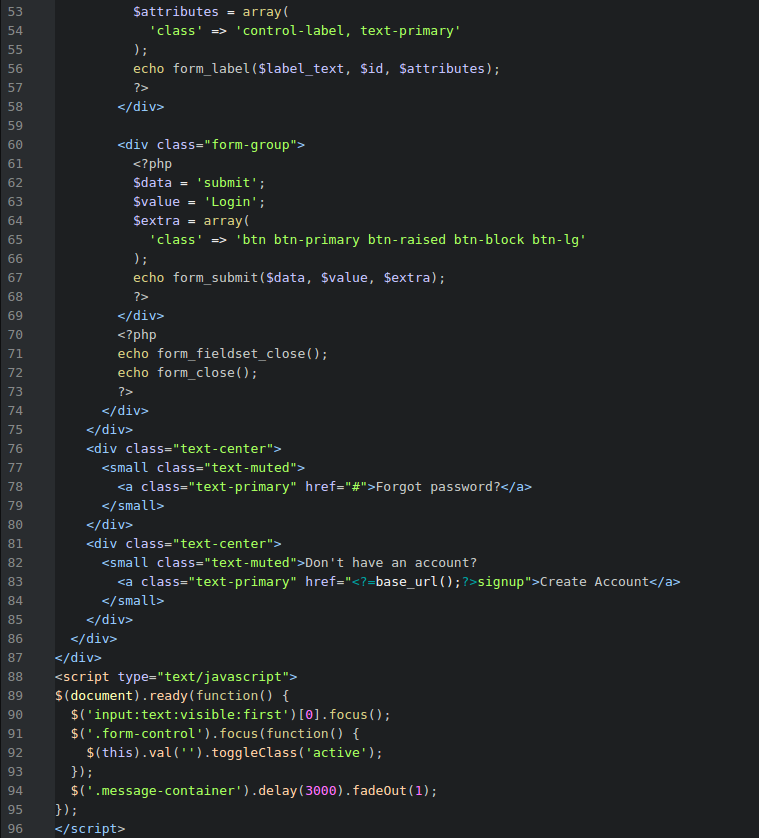 53          $attributes = array(
54            'class' => 'control-label, text-primary'
55          );
56          echo form_label($label_text, $id, $attributes);
57          ?>
58        </div>
59
60        <div class="form-group">
61          <?php
62          $data = 'submit';
63          $value = 'Login';
64          $extra = array(
65            'class' => 'btn btn-primary btn-raised btn-block btn-lg'
66          );
67          echo form_submit($data, $value, $extra);
68          ?>
69        </div>
70        <?php
71        echo form_fieldset_close();
72        echo form_close();
73        ?>
74      </div>
75    </div>
76    <div class="text-center">
77      <small class="text-muted">
78        <a class="text-primary" href="#">Forgot password?</a>
79      </small>
80    </div>
81    <div class="text-center">
82      <small class="text-muted">Don't have an account?
83        <a class="text-primary" href="<?=base_url();?>signup">Create Account</a>
84      </small>
85    </div>
86  </div>
87</div>
88<script type="text/javascript">
89$(document).ready(function() {
90  $('input:text:visible:first')[0].focus();
91  $('.form-control').focus(function() {
92    $(this).val('').toggleClass('active');
93  });
94  $('.message-container').delay(3000).fadeOut(1);
95});
96</script>